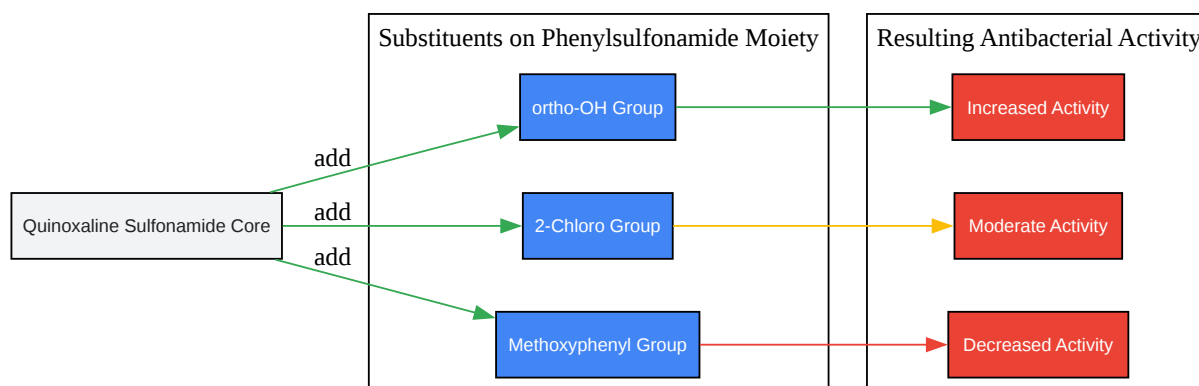 Substituents on Phenylsulfonamide Moiety
Resulting Antibacterial Activity
ortho-OH Group
Increased Activity
add
Quinoxaline Sulfonamide Core
add
2-Chloro Group
Moderate Activity
add
Methoxyphenyl Group
Decreased Activity